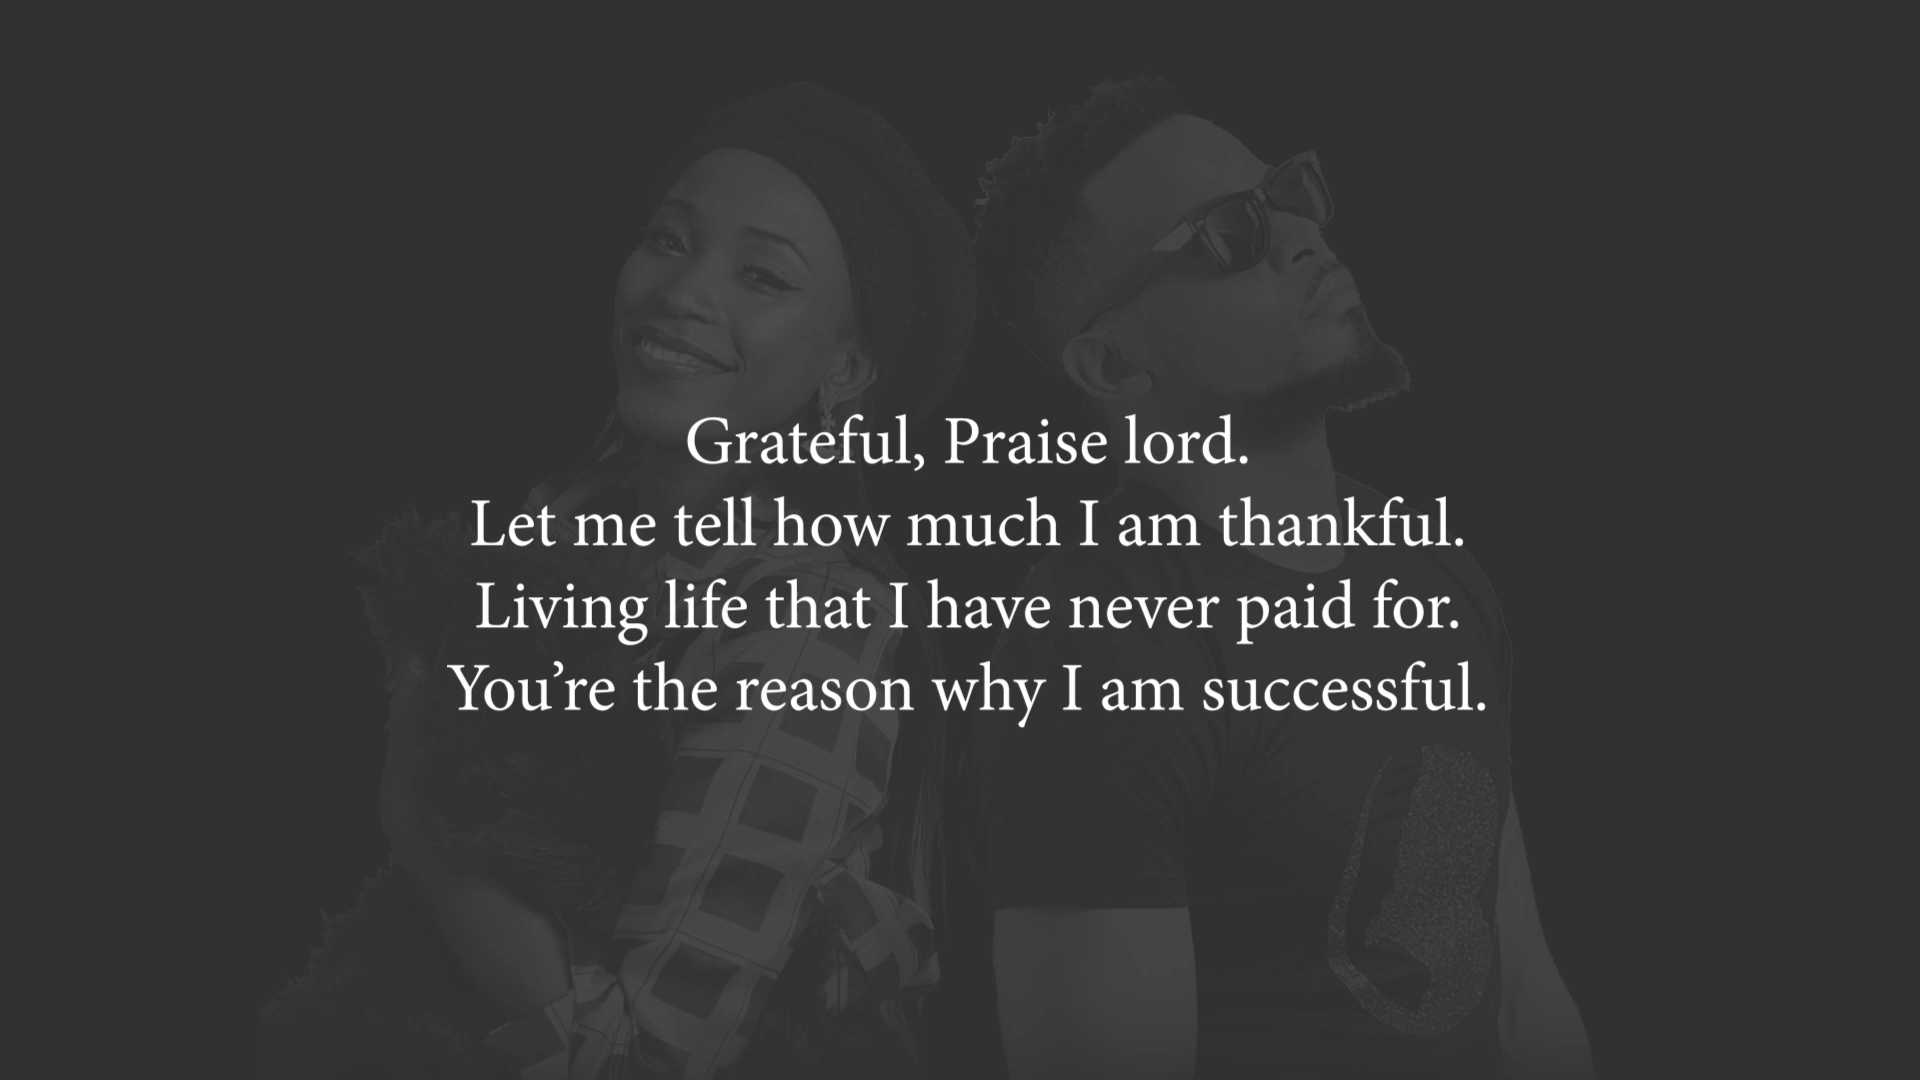 Grateful, Praise lord.
Let me tell how much I am thankful.
Living life that I have never paid for.
You’re the reason why I am successful.